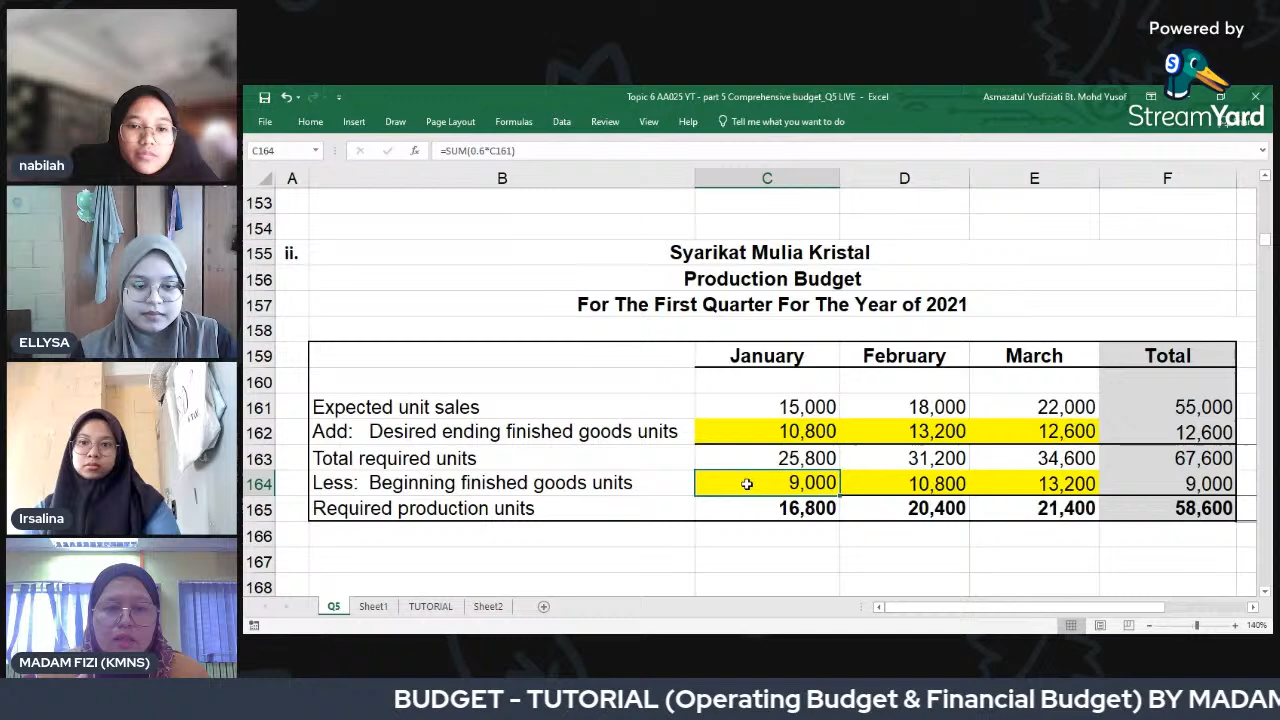 Powered by
StreamYard
nabilah
ELLYSA
Irsalina
MADAM FIZI (KMNS)
Topic 6 AA025 YT - part 5 Comprehensive budget_Q5 LIVE - Excel
Asmazatul Yusfiziati Bt. Mohd Yusof
File Home Insert Draw Page Layout Formulas Data Review View Help Tell me what you want to do
C164 fx =SUM(0.6*C161)
A B C D E F
153
154
155 ii. Syarikat Mulia Kristal
156 Production Budget
157 For The First Quarter For The Year of 2021
158
159 January February March Total
160
161 Expected unit sales 15,000 18,000 22,000 55,000
162 Add: Desired ending finished goods units 10,800 13,200 12,600 12,600
163 Total required units 25,800 31,200 34,600 67,600
164 Less: Beginning finished goods units 9,000 10,800 13,200 9,000
165 Required production units 16,800 20,400 21,400 58,600
166
167
168
Q5 Sheet1 TUTORIAL Sheet2
140%
BUDGET - TUTORIAL (Operating Budget & Financial Budget) BY MADAM